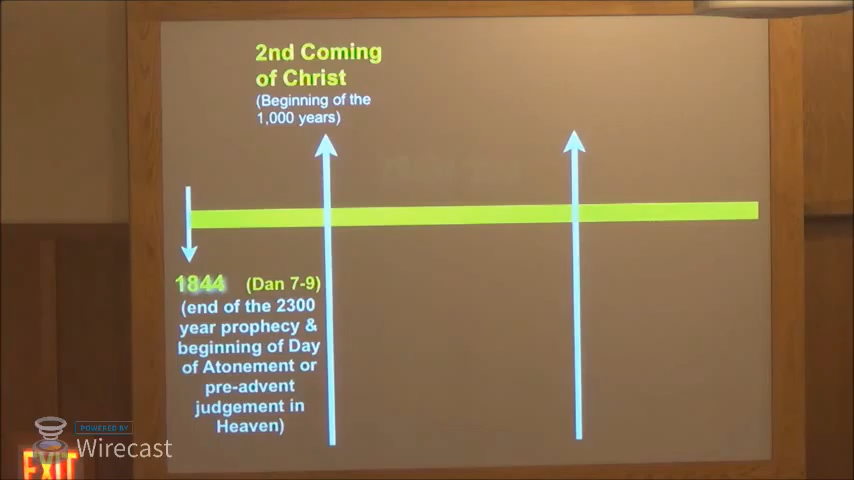 2nd Coming
of Christ
(Beginning of the
1,000 years)
1844 (Dan 7-9)
(end of the 2300
year prophecy &
beginning of Day
of Atonement or
pre-advent
judgement in
Heaven)
POWERED BY
Wirecast
EXIT